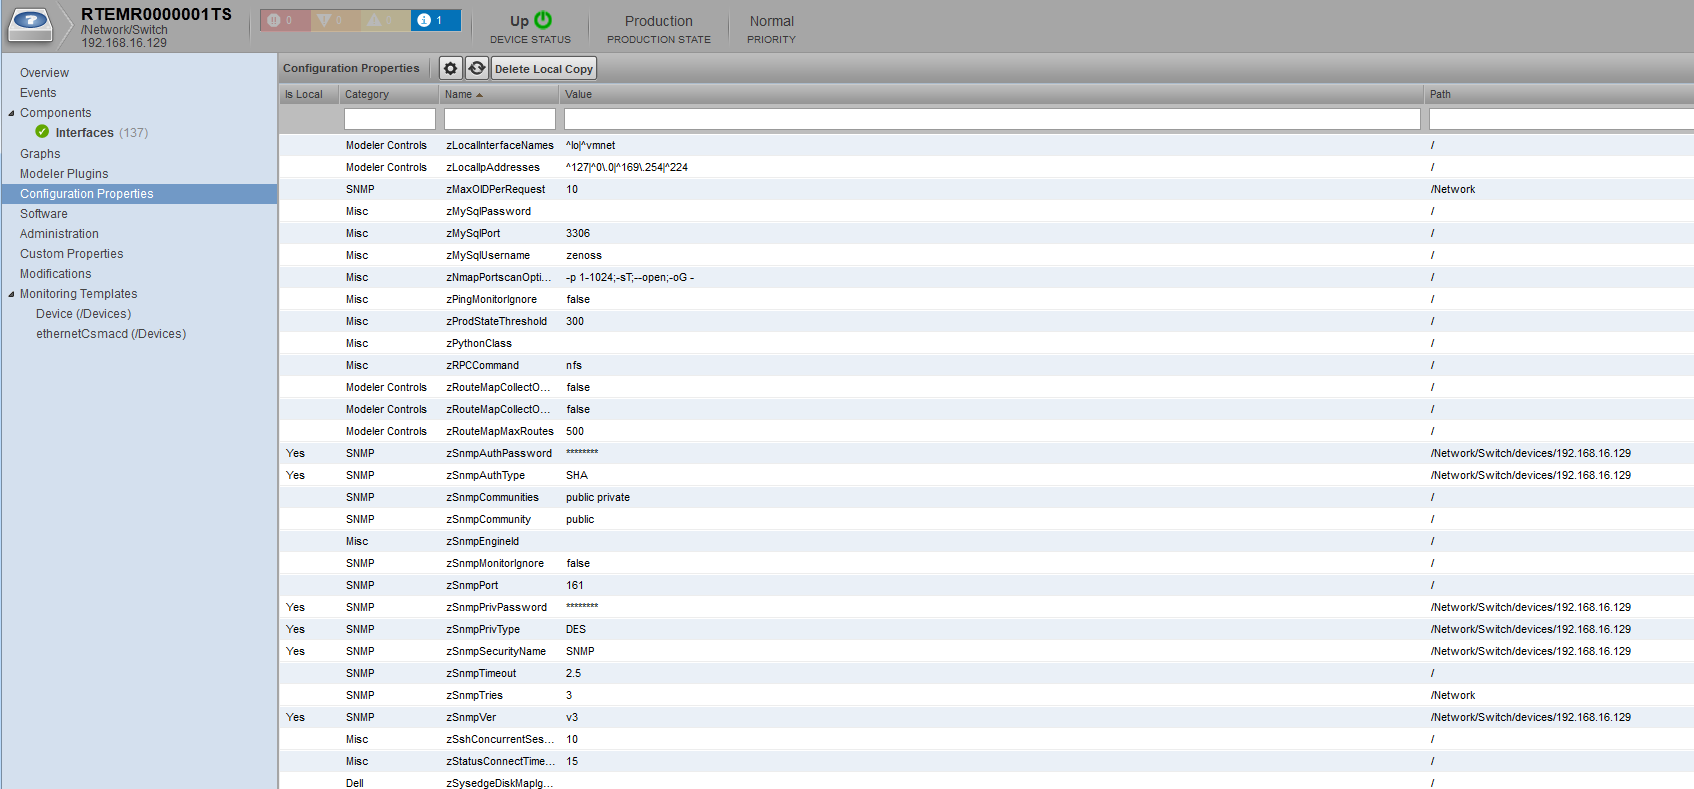 RTEMR0000001TS
/Network/Switch
192.168.16.129
0 0 0 1
Up
DEVICE STATUS
Production
PRODUCTION STATE
Normal
PRIORITY
Overview
Events
Components
Interfaces (137)
Graphs
Modeler Plugins
Configuration Properties
Software
Administration
Custom Properties
Modifications
Monitoring Templates
Device (/Devices)
ethernetCsmacd (/Devices)
Configuration Properties Delete Local Copy
Is Local Category Name Value Path
Modeler Controls zLocalInterfaceNames ^lo|^vmnet /
Modeler Controls zLocalIpAddresses ^127|^0\.0|^169\.254|^224 /
SNMP zMaxOIDPerRequest 10 /Network
Misc zMySqlPassword /
Misc zMySqlPort 3306 /
Misc zMySqlUsername zenoss /
Misc zNmapPortscanOpti... -p 1-1024;-sT;--open;-oG - /
Misc zPingMonitorIgnore false /
Misc zProdStateThreshold 300 /
Misc zPythonClass /
Misc zRPCCommand nfs /
Modeler Controls zRouteMapCollectO... false /
Modeler Controls zRouteMapCollectO... false /
Modeler Controls zRouteMapMaxRoutes 500 /
Yes SNMP zSnmpAuthPassword ******** /Network/Switch/devices/192.168.16.129
Yes SNMP zSnmpAuthType SHA /Network/Switch/devices/192.168.16.129
SNMP zSnmpCommunities public private /
SNMP zSnmpCommunity public /
Misc zSnmpEngineId /
SNMP zSnmpMonitorIgnore false /
SNMP zSnmpPort 161 /
Yes SNMP zSnmpPrivPassword ******** /Network/Switch/devices/192.168.16.129
Yes SNMP zSnmpPrivType DES /Network/Switch/devices/192.168.16.129
Yes SNMP zSnmpSecurityName SNMP /Network/Switch/devices/192.168.16.129
SNMP zSnmpTimeout 2.5 /
SNMP zSnmpTries 3 /Network
Yes SNMP zSnmpVer v3 /Network/Switch/devices/192.168.16.129
Misc zSshConcurrentSes... 10 /
Misc zStatusConnectTime... 15 /
Dell zSysedgeDiskMapIg... /